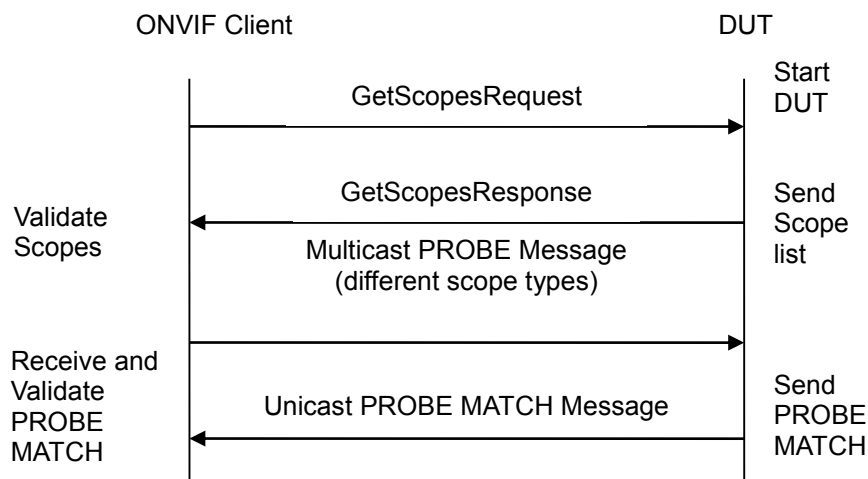 ONVIF Client
DUT
Start
DUT
GetScopesRequest
GetScopesResponse
Validate
Scopes
Send
Scope
list
Multicast PROBE Message
(different scope types)
Receive and
Validate
PROBE
MATCH
Unicast PROBE MATCH Message
Send
PROBE
MATCH